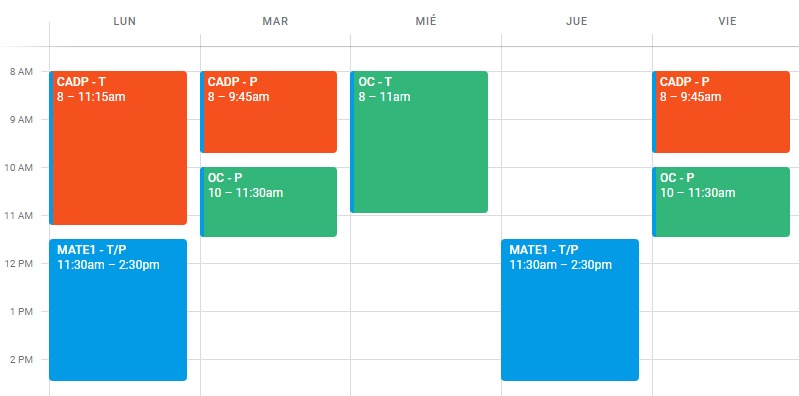 LUN MAR MIÉ JUE VIE
8 AM
CADP - T
8 – 11:15am
CADP - P
8 – 9:45am
OC - T
8 – 11am
CADP - P
8 – 9:45am
9 AM
10 AM
OC - P
10 – 11:30am
OC - P
10 – 11:30am
11 AM
MATE1 - T/P
11:30am – 2:30pm
MATE1 - T/P
11:30am – 2:30pm
12 PM
1 PM
2 PM